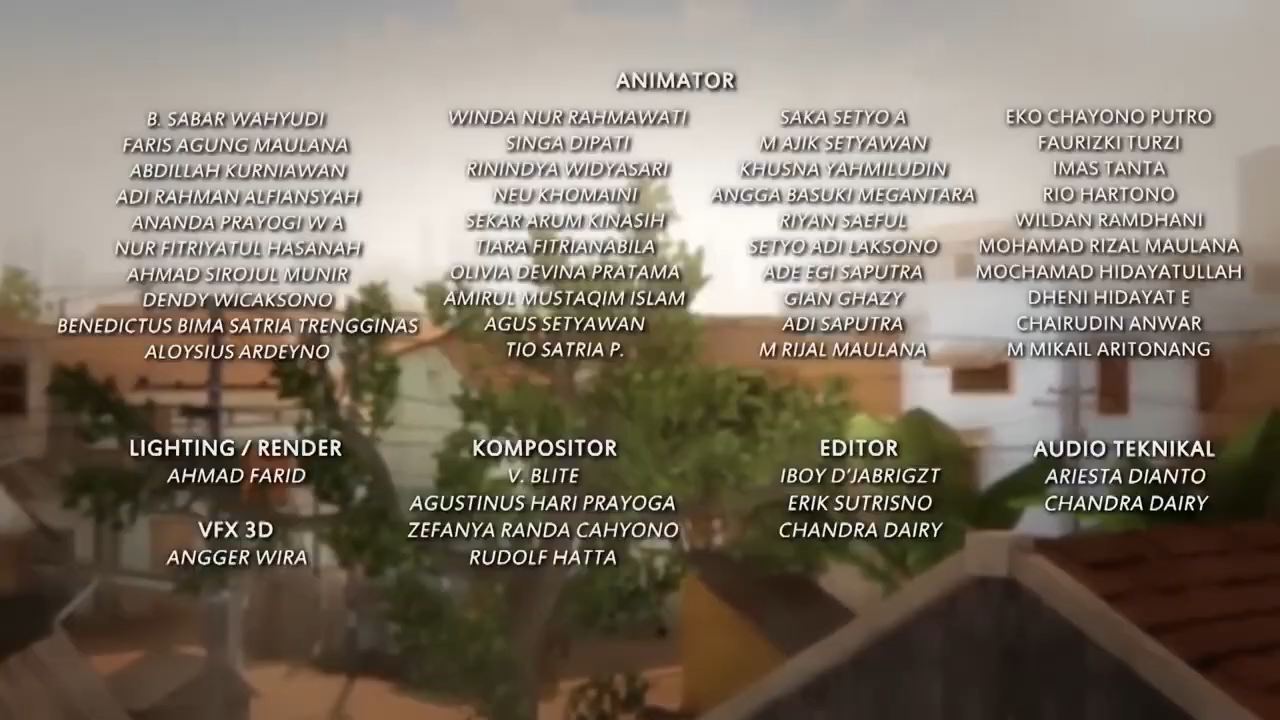 ANIMATOR
B. SABAR WAHYUDI
FARIS AGUNG MAULANA
ABDILLAH KURNIAWAN
ADI RAHMAN ALFIANSYAH
ANANDA PRAYOGI W A
NUR FITRIYATUL HASANAH
AHMAD SIROJUL MUNIR
DENDY WICAKSONO
BENEDICTUS BIMA SATRIA TRENGGINAS
ALOYSIUS ARDEYNO
WINDA NUR RAHMAWATI
SINGA DIPATI
RININDYA WIDYASARI
NEU KHOMAINI
SEKAR ARUM KINASIH
TIARA FITRIANABILA
OLIVIA DEVINA PRATAMA
AMIRUL MUSTAQIM ISLAM
AGUS SETYAWAN
TIO SATRIA P.
SAKA SETYO A
M AJIK SETYAWAN
KHUSNA YAHMILUDIN
ANGGA BASUKI MEGANTARA
RIYAN SAEFUL
SETYO ADI LAKSONO
ADE EGI SAPUTRA
GIAN GHAZY
ADI SAPUTRA
M RIJAL MAULANA
EKO CHAYONO PUTRO
FAURIZKI TURZI
IMAS TANTA
RIO HARTONO
WILDAN RAMDHANI
MOHAMAD RIZAL MAULANA
MOCHAMAD HIDAYATULLAH
DHENI HIDAYAT E
CHAIRUDIN ANWAR
M MIKAIL ARITONANG
LIGHTING / RENDER
AHMAD FARID
VFX 3D
ANGGER WIRA
KOMPOSITOR
V. BLITE
AGUSTINUS HARI PRAYOGA
ZEFANYA RANDA CAHYONO
RUDOLF HATTA
EDITOR
IBOY D'JABRIGZT
ERIK SUTRISNO
CHANDRA DAIRY
AUDIO TEKNIKAL
ARIESTA DIANTO
CHANDRA DAIRY